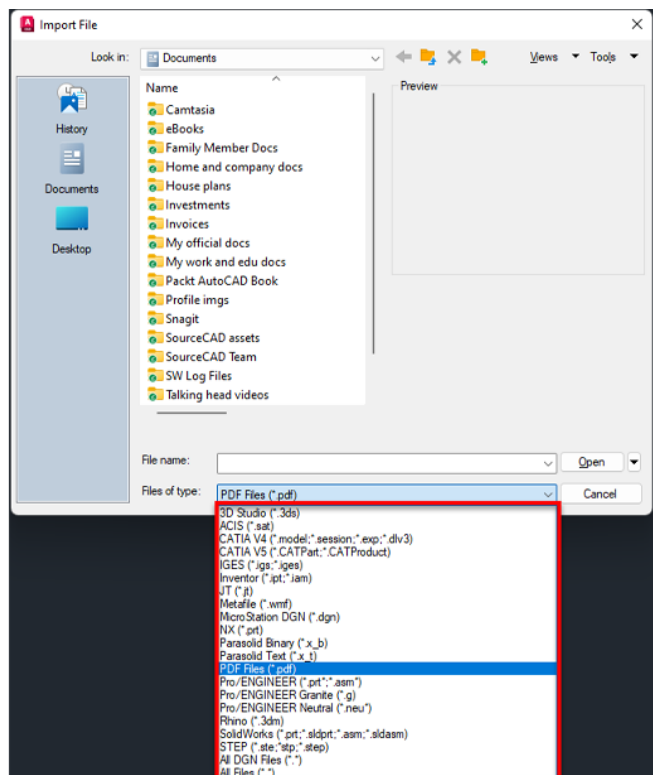 Import File
Look in: Documents Views Tools
Name
Preview
History
Documents
Desktop
Camtasia
eBooks
Family Member Docs
Home and company docs
House plans
Investments
Invoices
My official docs
My work and edu docs
Packt AutoCAD Book
Profile imgs
Snagit
SourceCAD assets
SourceCAD Team
SW Log Files
Talking head videos
File name: Open
Files of type: PDF Files (*.pdf) Cancel
3D Studio (*.3ds)
ACIS (*.sat)
CATIA V4 (*.model;*.session;*.exp;*.dlv3)
CATIA V5 (*.CATPart;*.CATProduct)
IGES (*.igs;*.iges)
Inventor (*.ipt;*.iam)
JT (*.jt)
Metafile (*.wmf)
MicroStation DGN (*.dgn)
NX (*.prt)
Parasolid Binary (*.x_b)
Parasolid Text (*.x_t)
PDF Files (*.pdf)
Pro/ENGINEER (*.prt*;*.asm*)
Pro/ENGINEER Granite (*.g)
Pro/ENGINEER Neutral (*.neu*)
Rhino (*.3dm)
SolidWorks (*.prt;*.sldprt;*.asm;*.sldasm)
STEP (*.ste;*stp;*.step)
All DGN Files (*.*)
All Files (*.*)